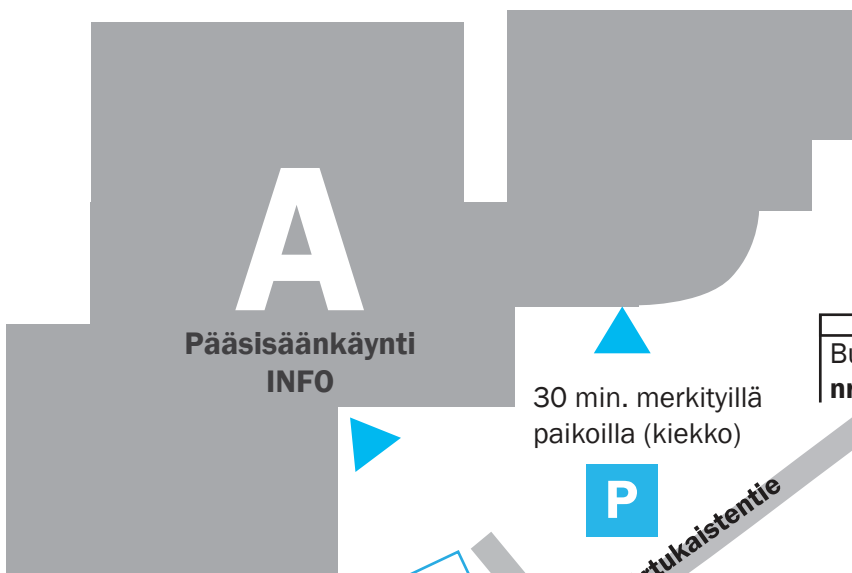 A
Pääsisäänkäynti
INFO
30 min. merkityillä
paikoilla (kiekko)
P